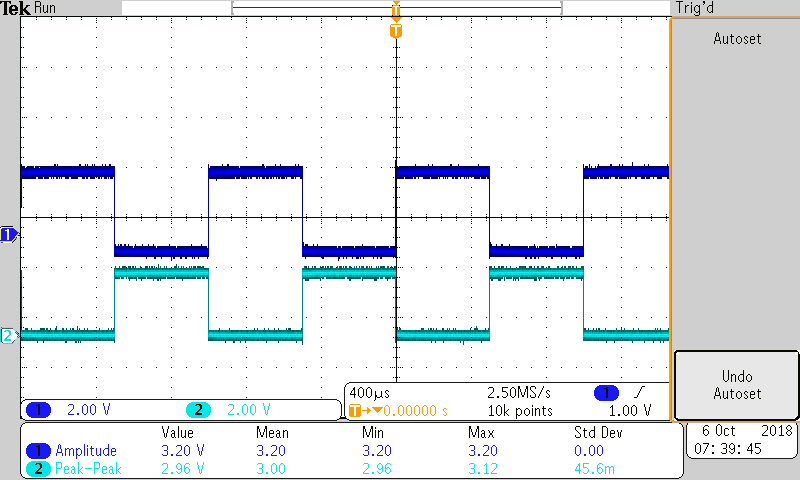 Tek Run Trig'd
T
T
Autoset
1
2
Undo
Autoset
1 2.00 V 2 2.00 V
400µs 2.50MS/s 1
T→▼0.00000 s 10k points 1.00 V
Value Mean Min Max Std Dev
1 Amplitude 3.20 V 3.20 3.20 3.20 0.00
2 Peak-Peak 2.96 V 3.00 2.96 3.12 45.6m
6 Oct 2018
07:39:45